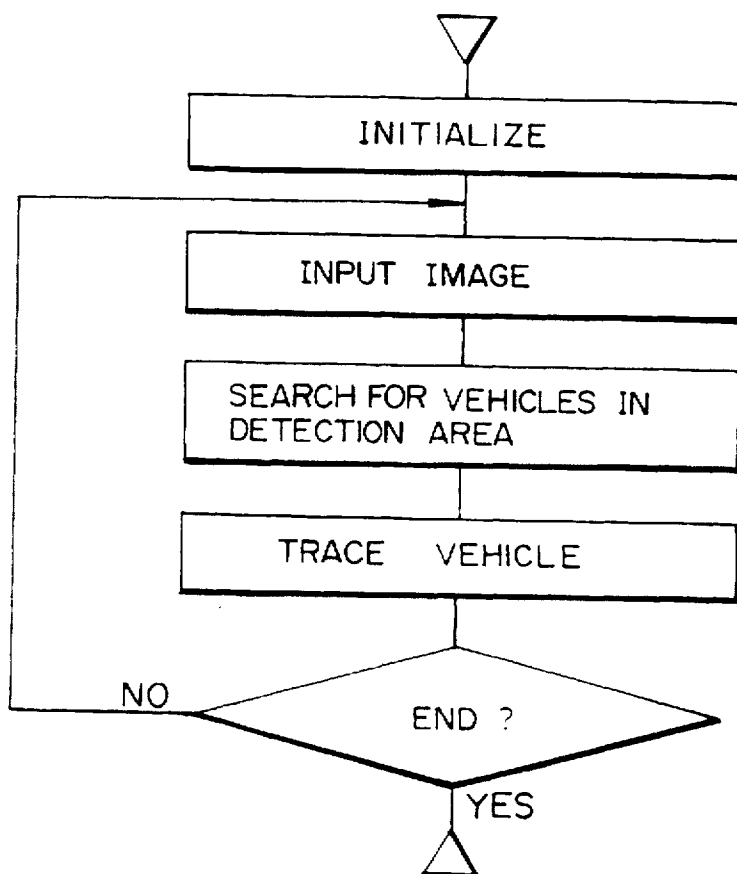 INITIALIZE
INPUT IMAGE
SEARCH FOR VEHICLES IN
DETECTION AREA
TRACE VEHICLE
NO
END ?
YES